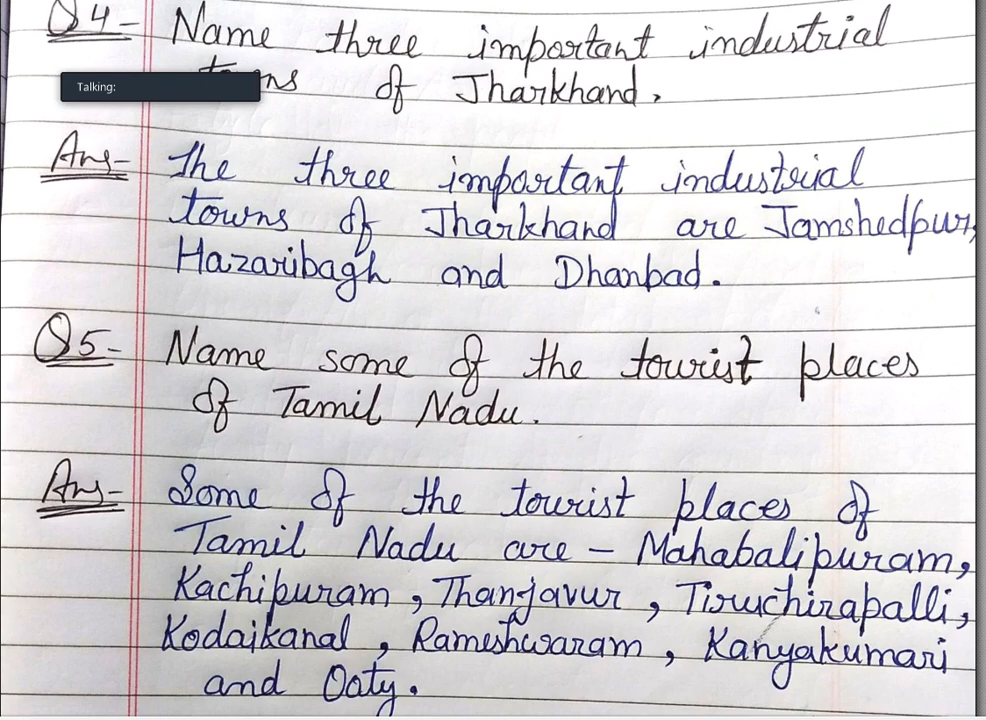 Q4- Name three important industrial
towns of Jharkhand.
Talking:
Ans- The three important industrial
towns of Jharkhand are Jamshedpur,
Hazaribagh and Dhanbad.
Q5- Name some of the tourist places
of Tamil Nadu.
Ans- Some of the tourist places of
Tamil Nadu are - Mahabalipuram,
Kachipuram, Thanjavur, Tiruchirapalli,
Kodaikanal, Rameshwaram, Kanyakumari
and Ooty.